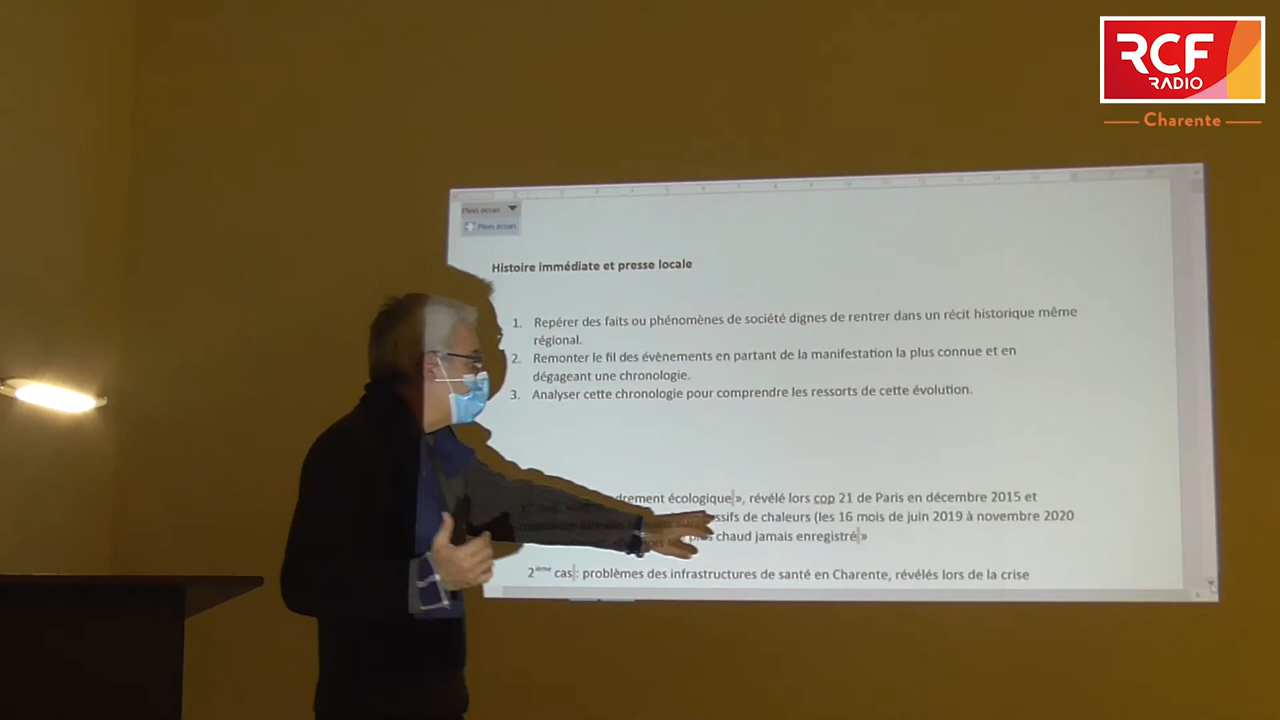 RCF
RADIO
Charente
Plein écran
Plein écran
Histoire immédiate et presse locale
1. Repérer des faits ou phénomènes de société dignes de rentrer dans un récit historique même
régional.
2. Remonter le fil des évènements en partant de la manifestation la plus connue et en
dégageant une chronologie.
3. Analyser cette chronologie pour comprendre les ressorts de cette évolution.
drement écologique», révélé lors cop 21 de Paris en décembre 2015 et
ssifs de chaleurs (les 16 mois de juin 2019 à novembre 2020
plus chaud jamais enregistré »
2ième cas : problèmes des infrastructures de santé en Charente, révélés lors de la crise